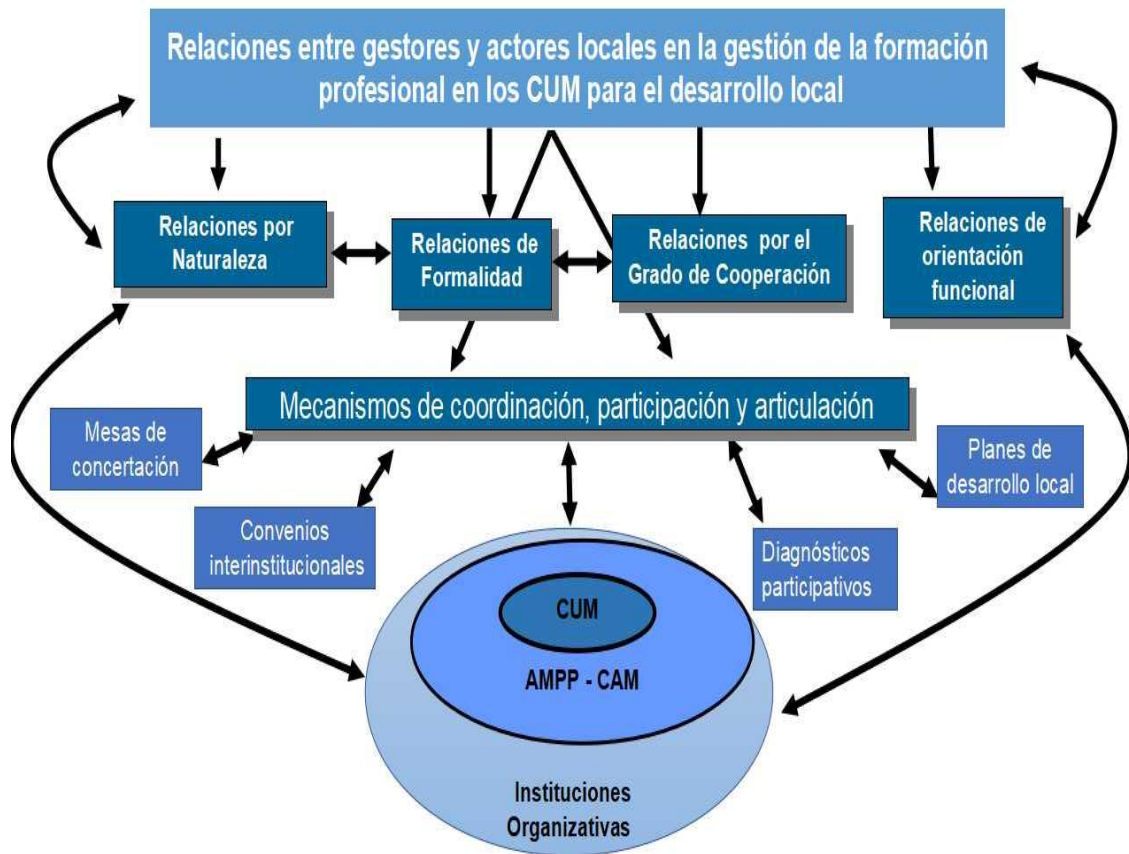 Relaciones entre gestores y actores locales en la gestión de la formación
profesional en los CUM para el desarrollo local
Relaciones por
Naturaleza
Relaciones de
Formalidad
Relaciones por el
Grado de Cooperación
Relaciones de
orientación
funcional
Mecanismos de coordinación, participación y articulación
Mesas de
concertación
Convenios
interinstitucionales
Diagnósticos
participativos
Planes de
desarrollo local
CUM
AMPP - CAM
Instituciones
Organizativas